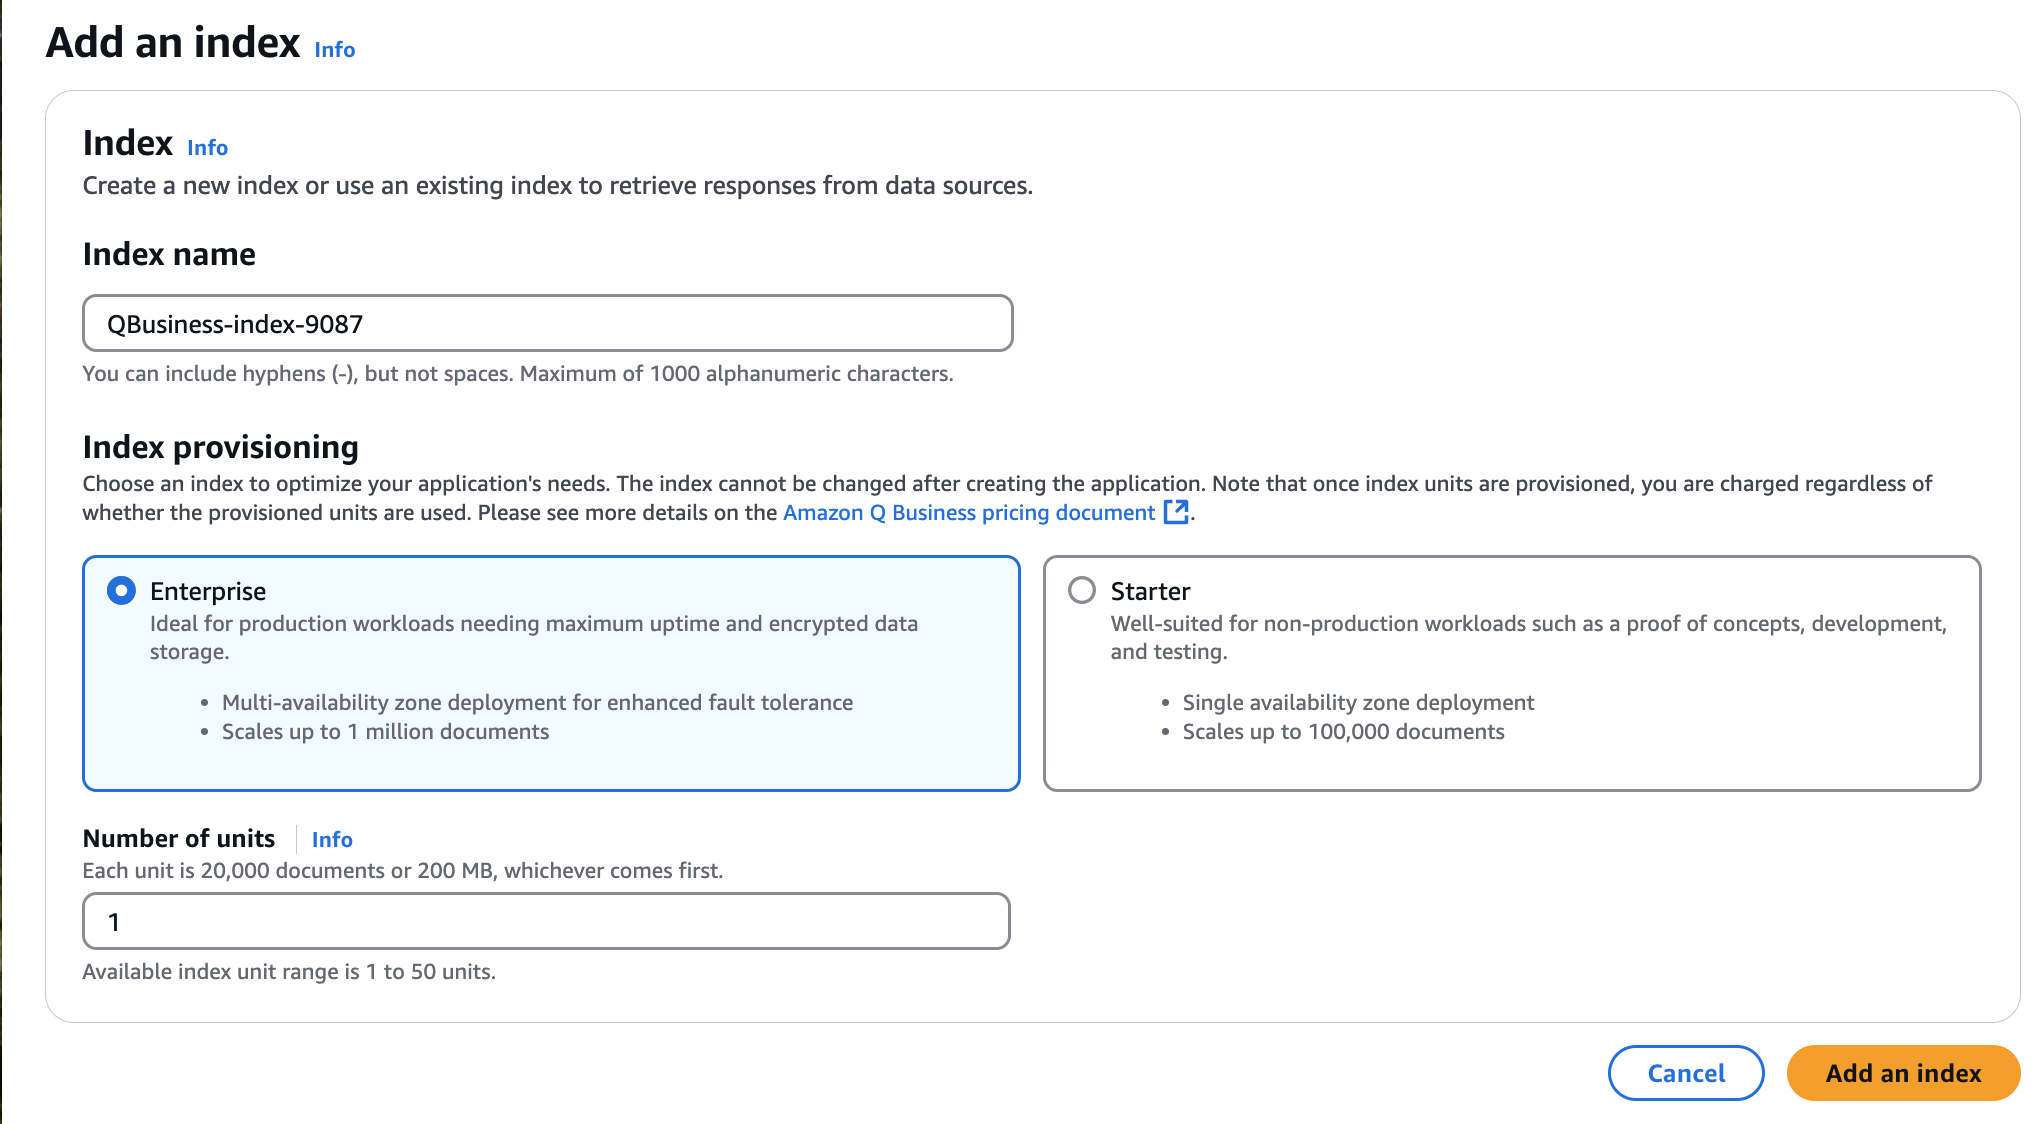 Add an index Info
Index Info
Create a new index or use an existing index to retrieve responses from data sources.
Index name
QBusiness-index-9087
You can include hyphens (-), but not spaces. Maximum of 1000 alphanumeric characters.
Index provisioning
Choose an index to optimize your application's needs. The index cannot be changed after creating the application. Note that once index units are provisioned, you are charged regardless of
whether the provisioned units are used. Please see more details on the Amazon Q Business pricing document.
Enterprise
Ideal for production workloads needing maximum uptime and encrypted data
storage.
• Multi-availability zone deployment for enhanced fault tolerance
• Scales up to 1 million documents
Starter
Well-suited for non-production workloads such as a proof of concepts, development,
and testing.
• Single availability zone deployment
• Scales up to 100,000 documents
Number of units Info
Each unit is 20,000 documents or 200 MB, whichever comes first.
1
Available index unit range is 1 to 50 units.
Cancel Add an index